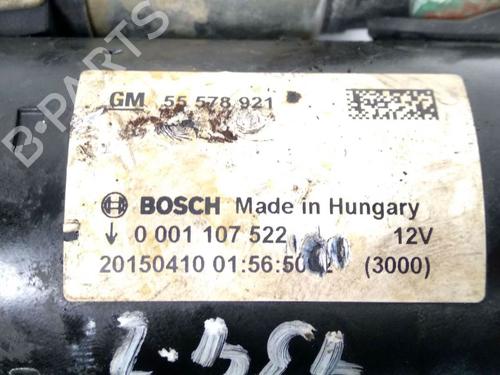 B-PARTS
GM 55 578 921
BOSCH Made in Hungary
↓ 0 001 107 522 12V
20150410 01:56:50 (3000)